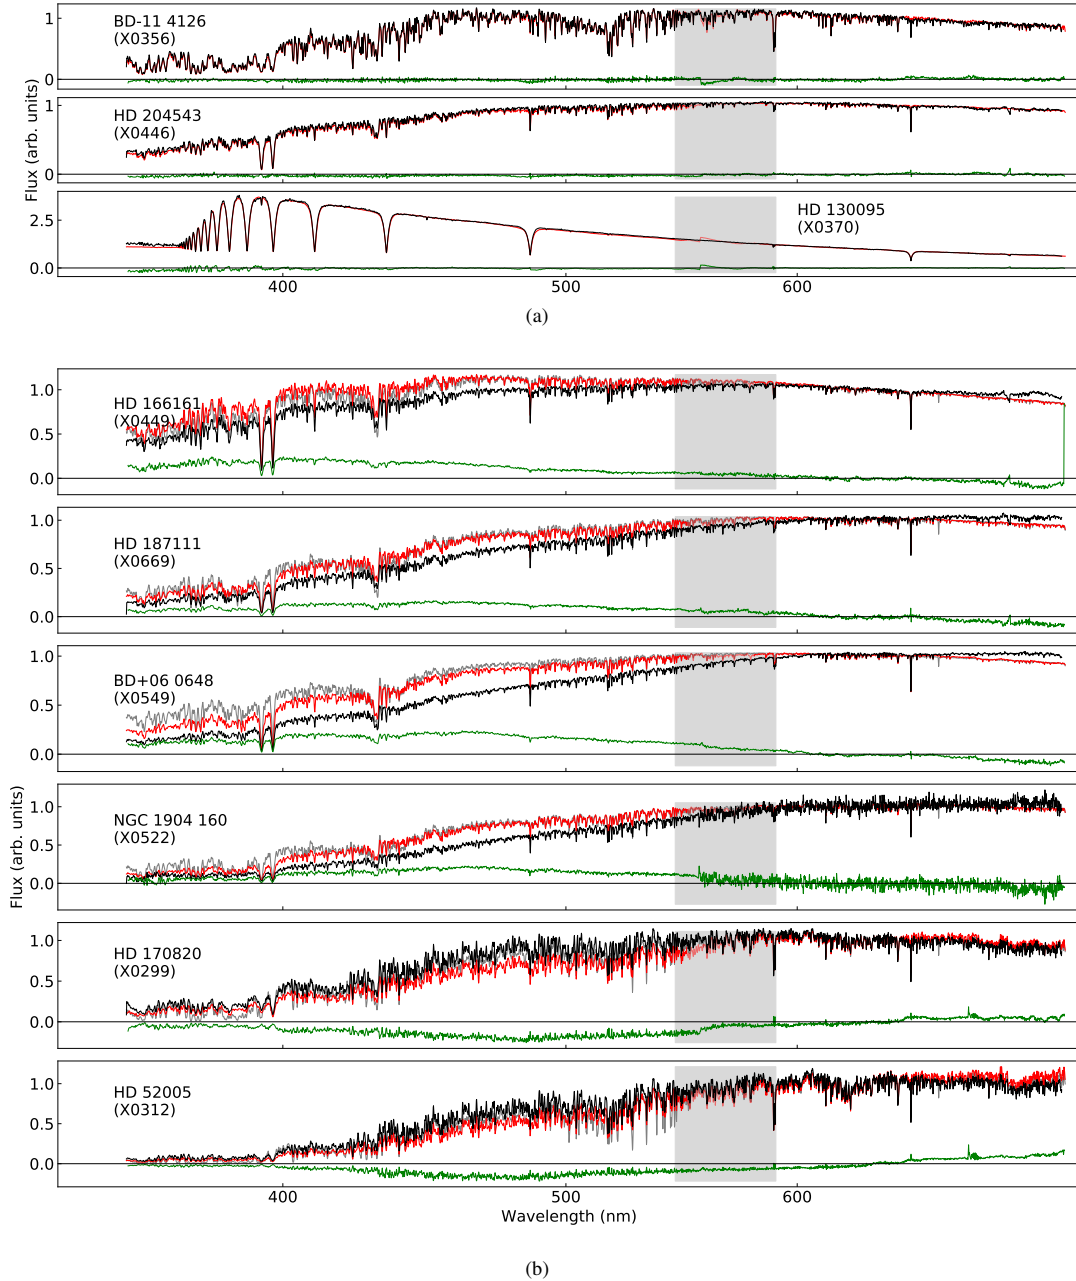 BD-11 4126
(X0356)
1
0
HD 204543
(X0446)
1
0
Flux (arb. units)
HD 130095
(X0370)
2.5
0.0
400
500
600
(a)
HD 166161
(X0449)
1.0
0.5
0.0
HD 187111
(X0669)
1.0
0.5
0.0
BD+06 0648
(X0549)
1.0
0.5
0.0
NGC 1904 160
(X0522)
1.0
0.5
0.0
Flux (arb. units)
HD 170820
(X0299)
1.0
0.5
0.0
HD 52005
(X0312)
1.0
0.5
0.0
400
500
600
Wavelength (nm)
(b)